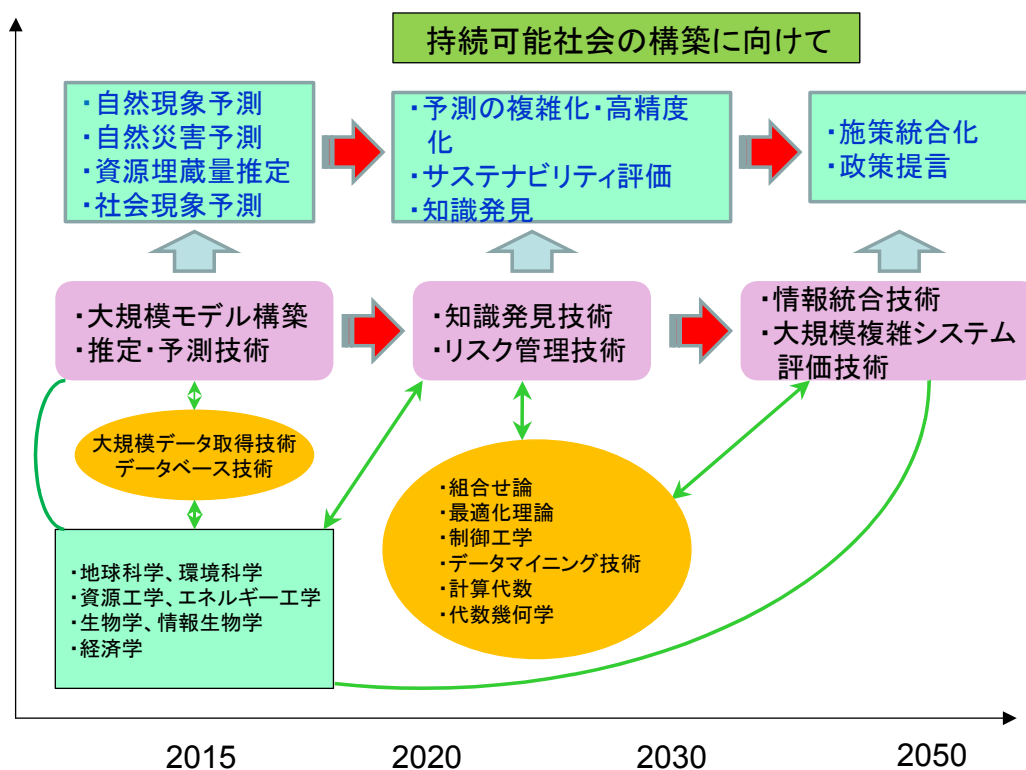 持続可能社会の構築に向けて
・自然現象予測
・自然災害予測
・資源埋蔵量推定
・社会現象予測
・予測の複雑化・高精度
化
・サステナビリティ評価
・知識発見
・施策統合化
・政策提言
・大規模モデル構築
・推定・予測技術
・知識発見技術
・リスク管理技術
・情報統合技術
・大規模複雑システム
評価技術
大規模データ取得技術
データベース技術
・組合せ論
・最適化理論
・制御工学
・データマイニング技術
・計算代数
・代数幾何学
・地球科学、環境科学
・資源工学、エネルギー工学
・生物学、情報生物学
・経済学
2015
2020
2030
2050